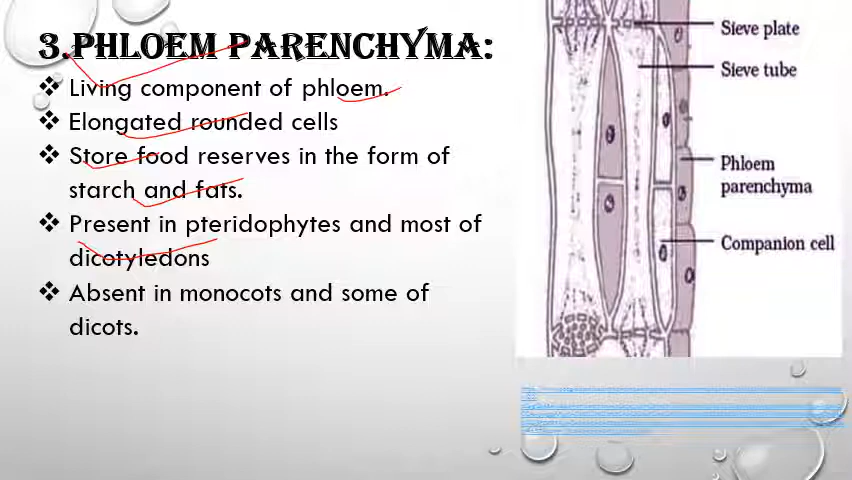 3.PHLOEM PARENCHYMA:
❖ Living component of phloem.
❖ Elongated rounded cells
❖ Store food reserves in the form of
starch and fats.
❖ Present in pteridophytes and most of
dicotyledons
❖ Absent in monocots and some of
dicots.
Sieve plate
Sieve tube
Phloem
parenchyma
Companion cell